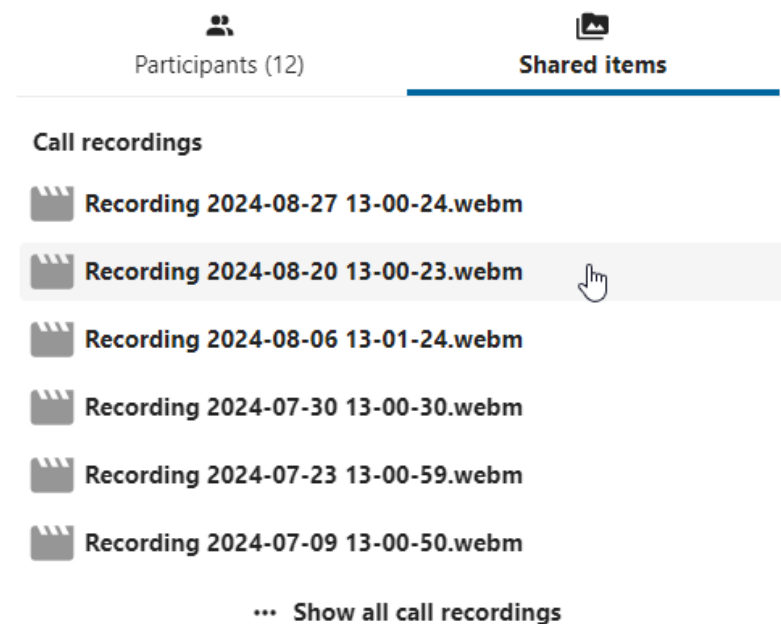 Participants (12)
Shared items
Call recordings
Recording 2024-08-27 13-00-24.webm
Recording 2024-08-20 13-00-23.webm
Recording 2024-08-06 13-01-24.webm
Recording 2024-07-30 13-00-30.webm
Recording 2024-07-23 13-00-59.webm
Recording 2024-07-09 13-00-50.webm
••• Show all call recordings